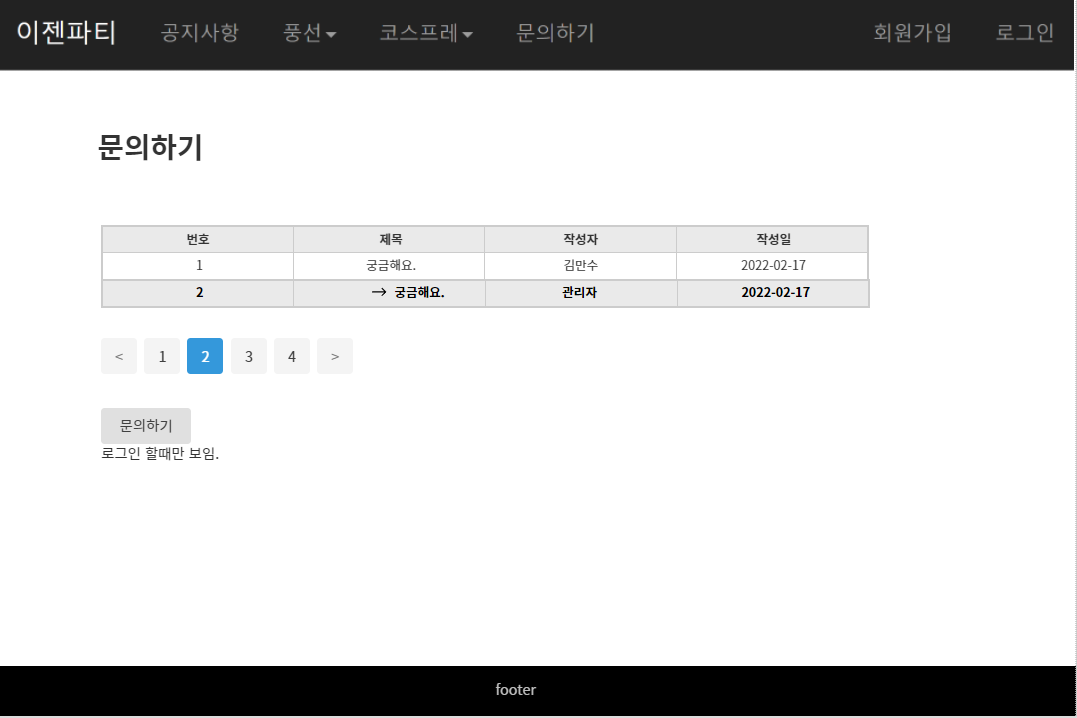 이젠파티 공지사항 풍선 코스프레 문의하기 회원가입 로그인
문의하기
번호 제목 작성자 작성일
1 궁금해요. 김만수 2022-02-17
2 → 궁금해요. 관리자 2022-02-17
< 1 2 3 4 >
문의하기
로그인 할때만 보임.
footer